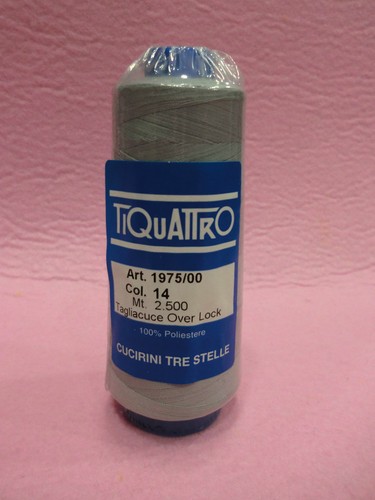 TIQUATTRO
Art. 1975/00
Col. 14
Mt. 2.500
Tagliacuce Over Lock
100% Poliestere
CUCIRINI TRE STELLE